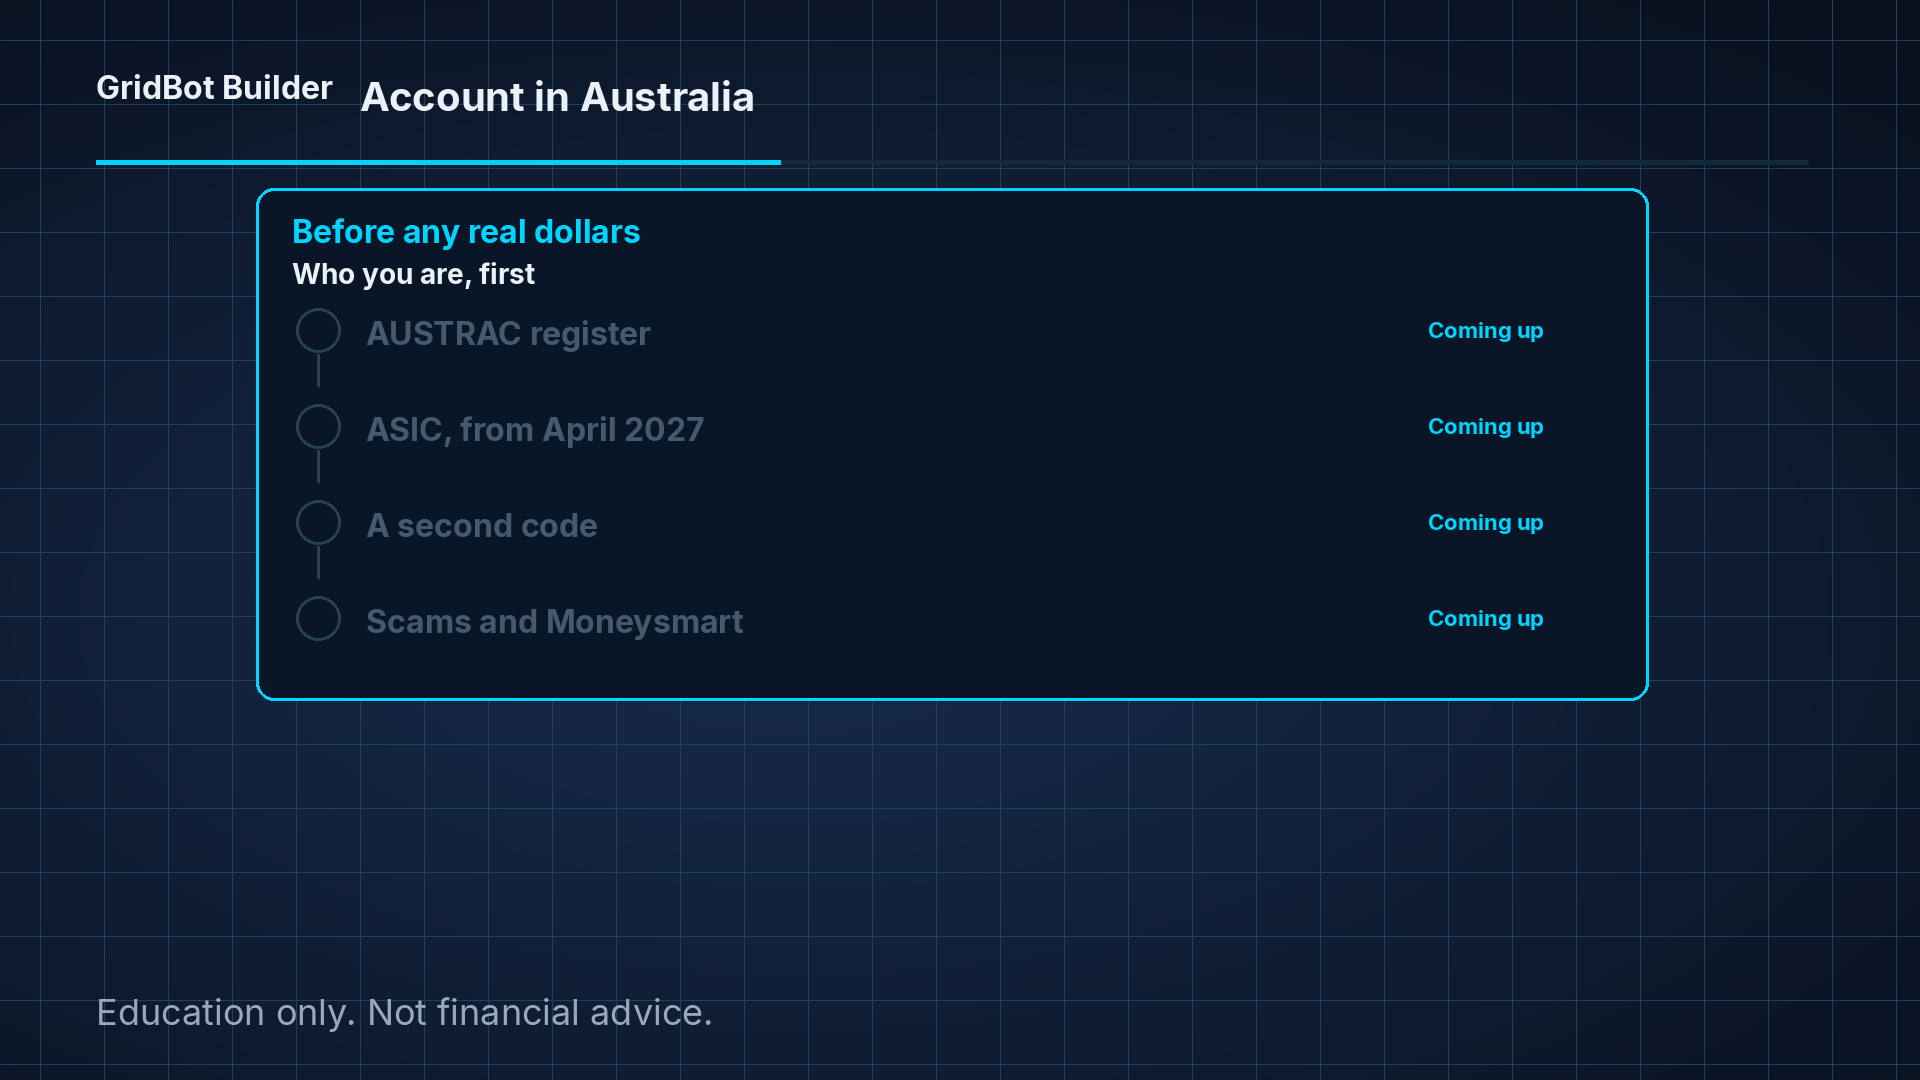 GridBot Builder
Account in Australia
Before any real dollars
Who you are, first
AUSTRAC register
Coming up
ASIC, from April 2027
Coming up
A second code
Coming up
Scams and Moneysmart
Coming up
Education only. Not financial advice.